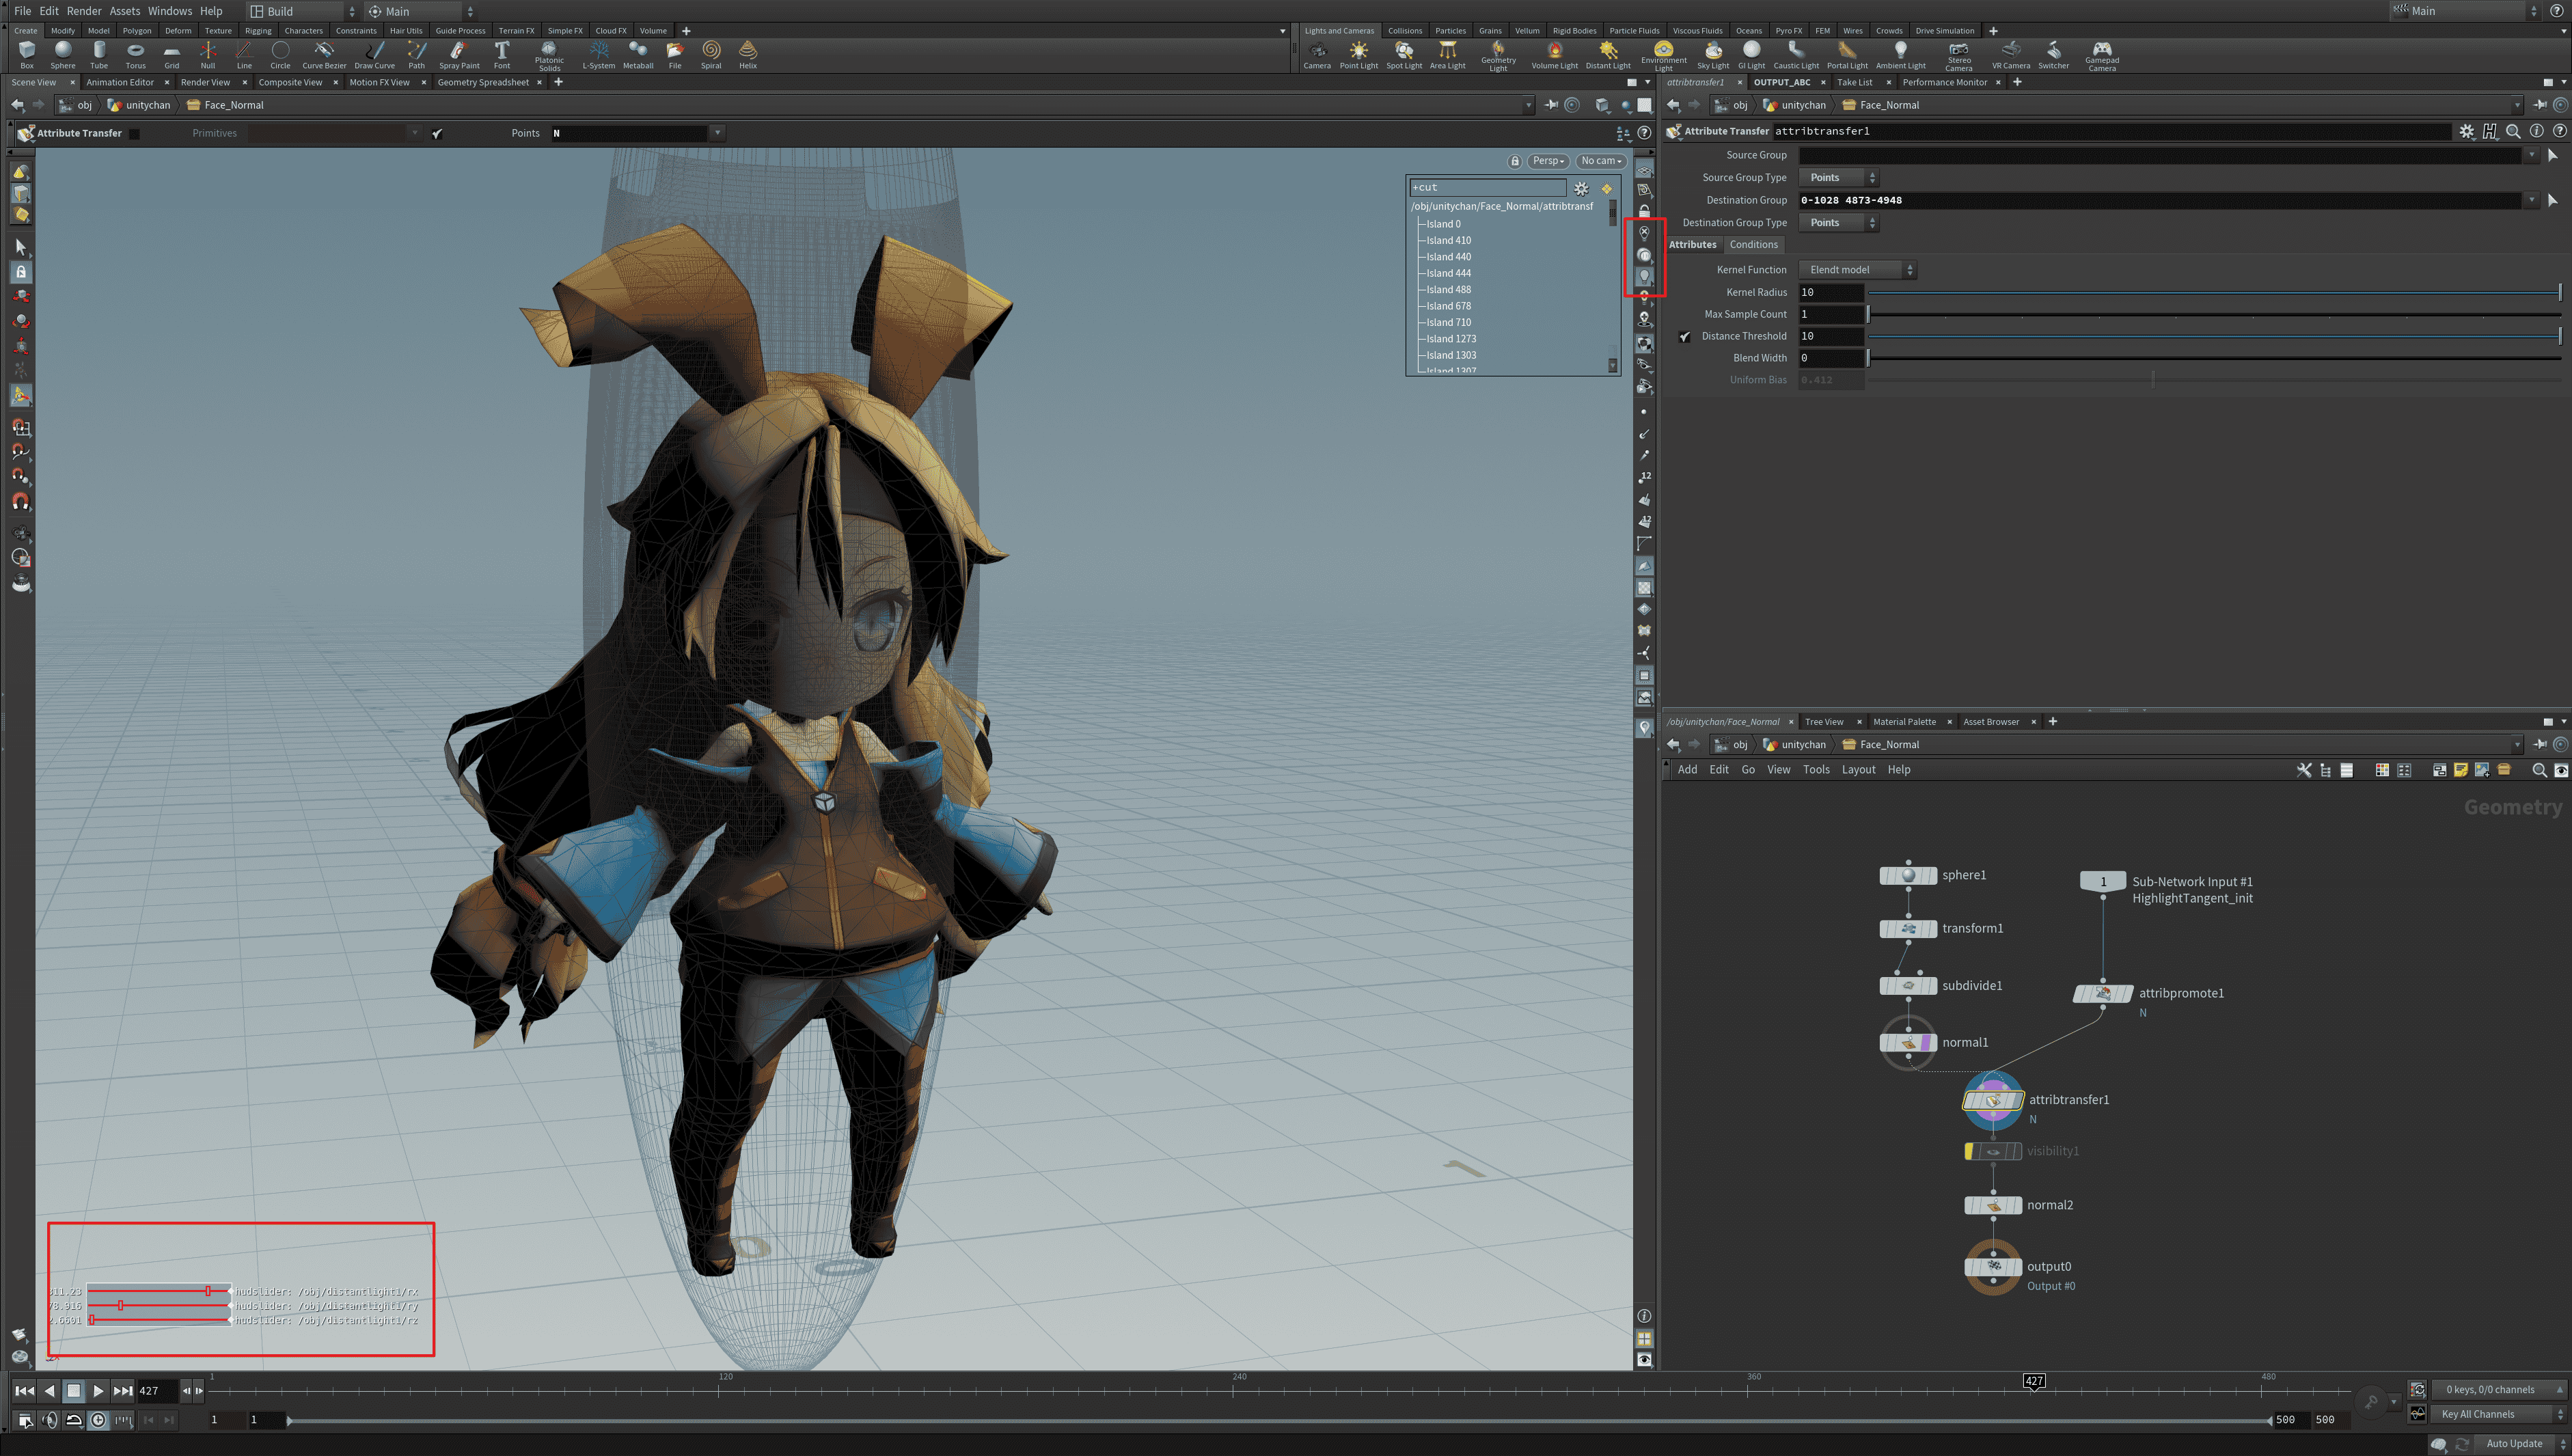 File Edit Render Assets Windows Help Build Main Main
Create Modify Model Polygon Deform Texture Rigging Characters Constraints Hair Utils Guide Process Terrain FX Simple FX Cloud FX Volume
Lights and Cameras Collisions Particles Grains Vellum Rigid Bodies Particle Fluids Viscous Fluids Oceans Pyro FX FEM Wires Crowds Drive Simulation
Box Sphere Tube Torus Grid Null Line Circle Curve Bezier Draw Curve Path Spray Paint Font Platonic Solids L-System Metaball File Spiral Helix
Camera Point Light Spot Light Area Light Geometry Light Volume Light Distant Light Environment Light Sky Light GI Light Caustic Light Portal Light Ambient Light Stereo Camera VR Camera Switcher Gamepad Camera
Scene View Animation Editor Render View Composite View Motion FX View Geometry Spreadsheet
obj unitychan Face_Normal
Attribute Transfer Primitives Points N
Persp No cam
+cut
/obj/unitychan/Face_Normal/attribtransf
Island 0
Island 410
Island 440
Island 444
Island 488
Island 678
Island 710
Island 1273
Island 1303
Island 1307
12
12
hudslider: /obj/distantlight1/rx
hudslider: /obj/distantlight1/ry
hudslider: /obj/distantlight1/rz
attribtransfer1 OUTPUT_ABC Take List Performance Monitor
obj unitychan Face_Normal
Attribute Transfer attribtransfer1
Source Group
Source Group Type Points
Destination Group 0-1028 4873-4948
Destination Group Type Points
Attributes Conditions
Kernel Function Elendt model
Kernel Radius 10
Max Sample Count 1
Distance Threshold 10
Blend Width 0
Uniform Bias 0.412
/obj/unitychan/Face_Normal Tree View Material Palette Asset Browser
obj unitychan Face_Normal
Add Edit Go View Tools Layout Help
Geometry
sphere1
1 Sub-Network Input #1
HighlightTangent_init
transform1
subdivide1
attribpromote1
N
normal1
attribtransfer1
N
visibility1
normal2
output0
Output #0
427
1 120 240 360 427 480
0 keys, 0/0 channels
1 1 500 500
Key All Channels
Auto Update